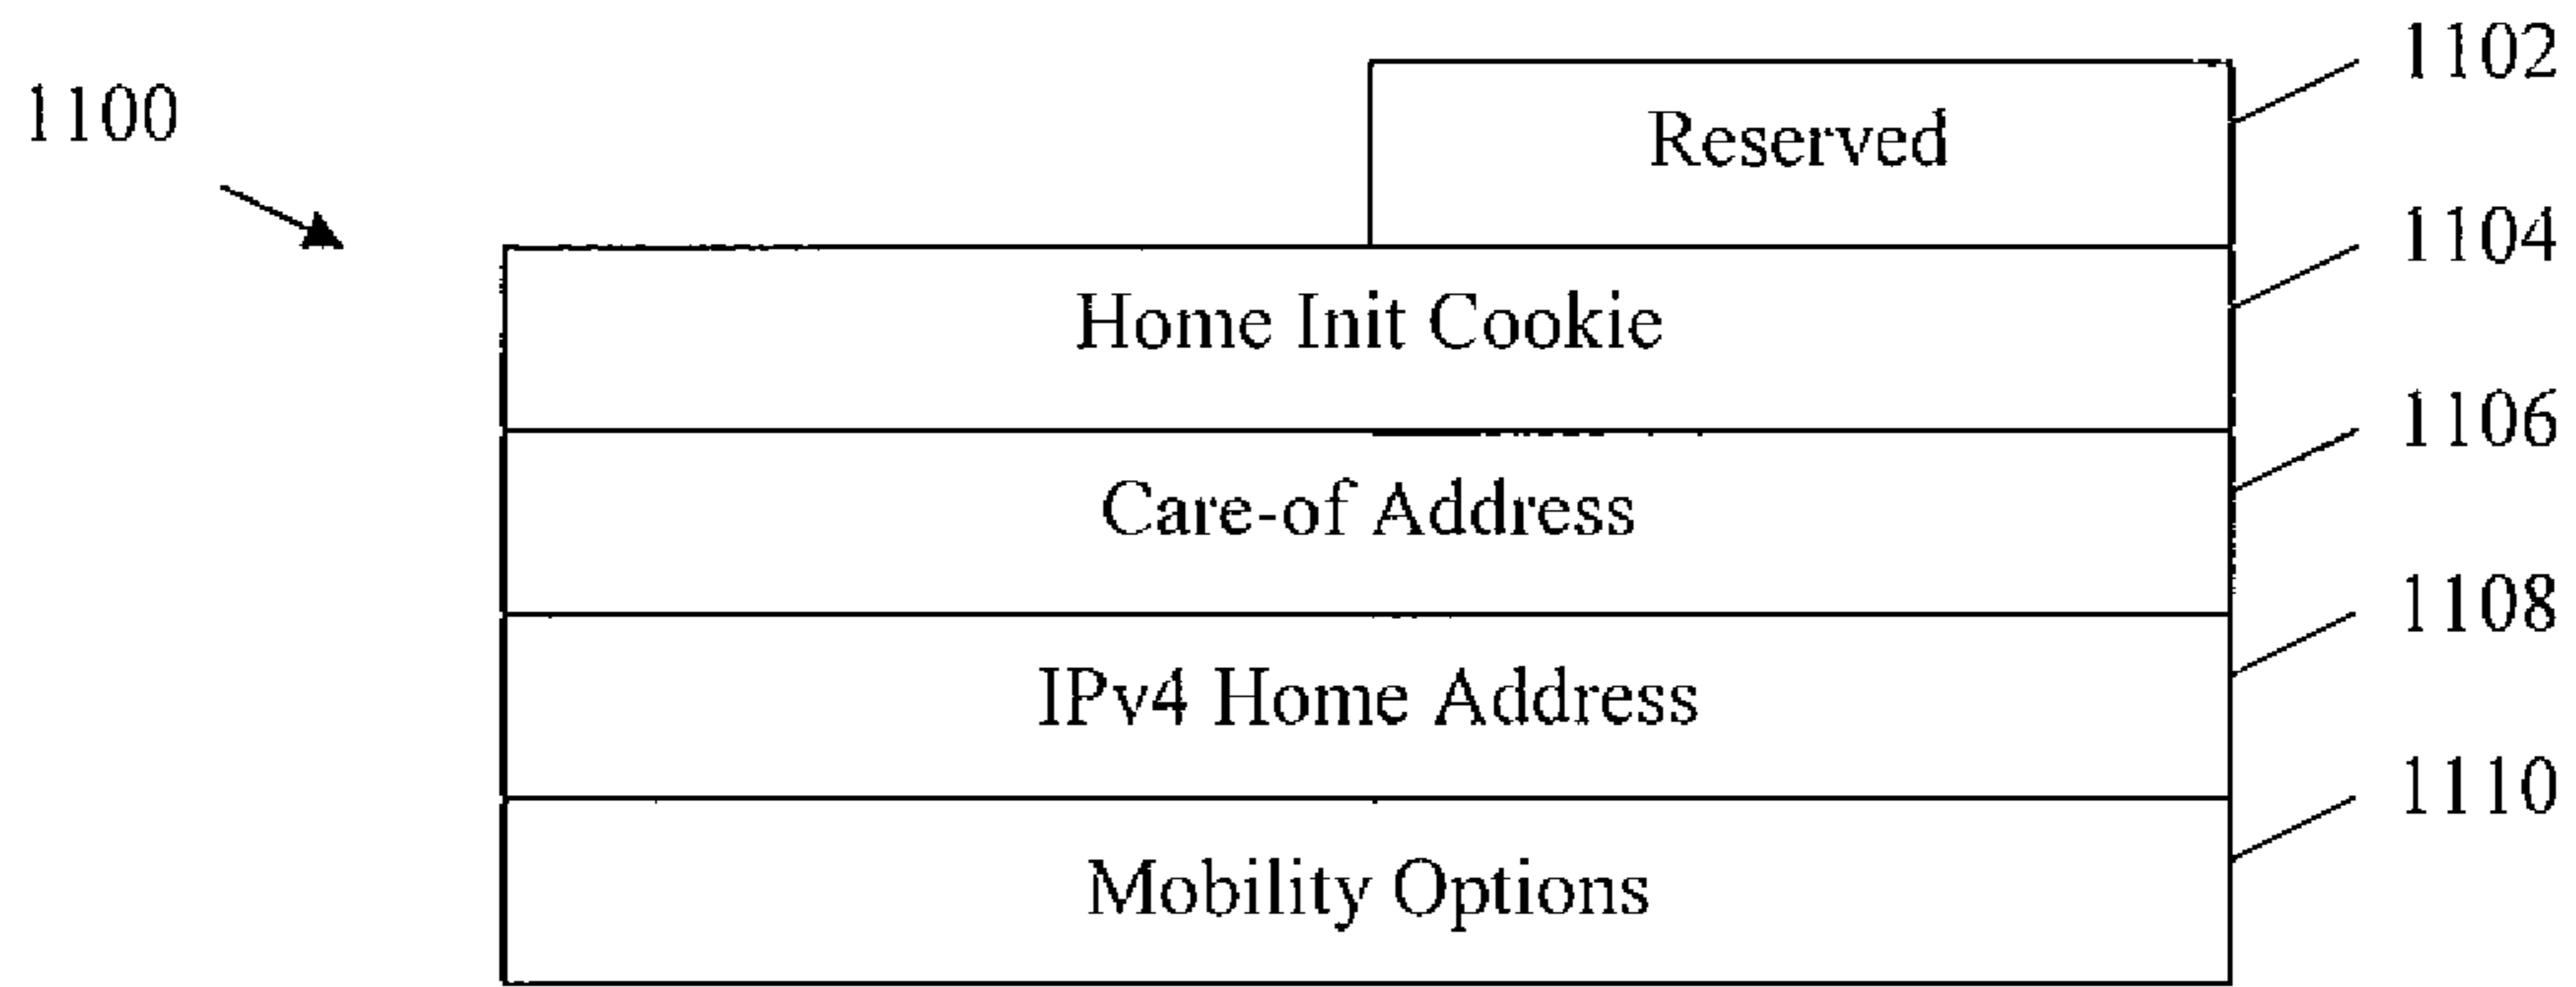 1102
1100
Reserved
1104
Home Init Cookie
1106
Care-of Address
1108
IPv4 Home Address
1110
Mobility Options